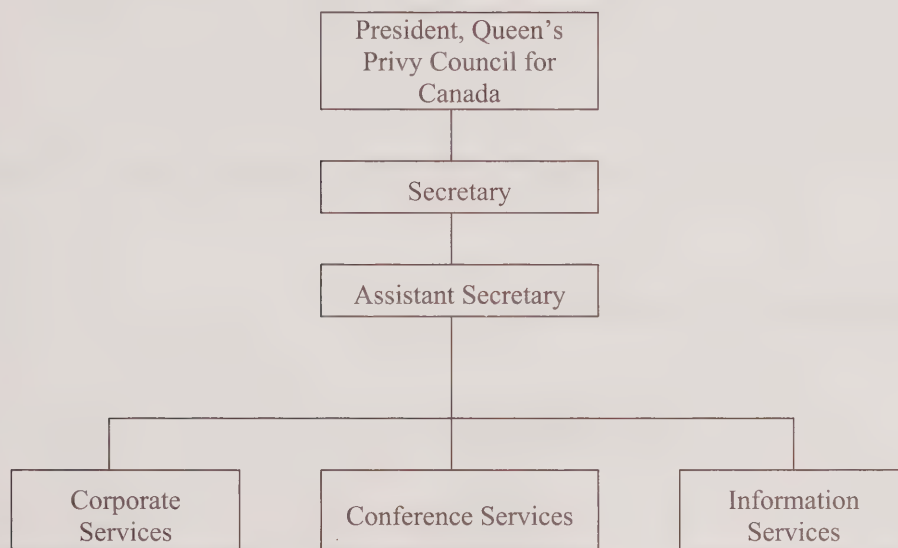 President, Queen's
Privy Council for
Canada
Secretary
Assistant Secretary
Corporate
Services
Conference Services
Information
Services